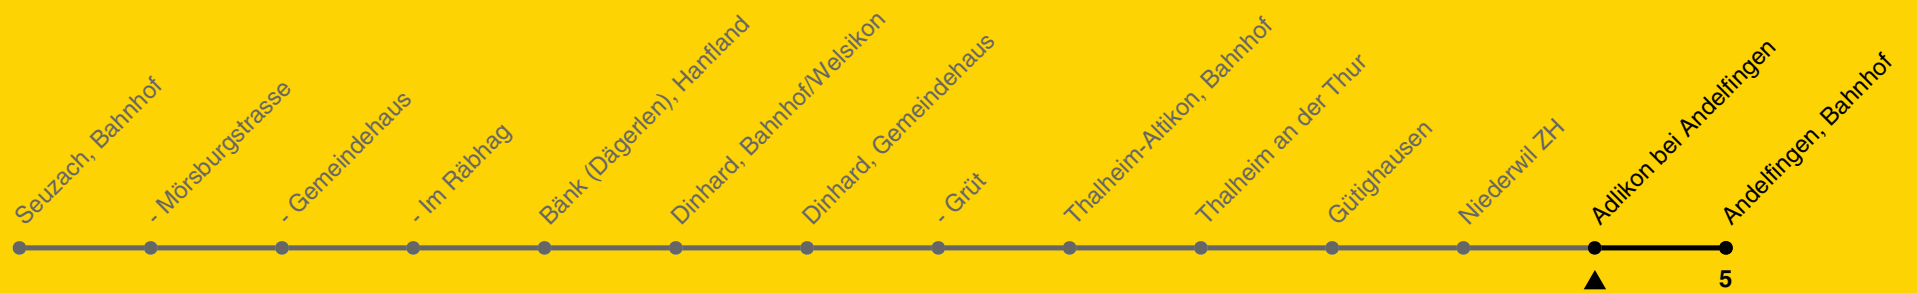 Seuzach, Bahnhof
- Mörsburgstrasse
- Gemeindehaus
- Im Räbhag
Bänk (Dägerlen), Hanfland
Dinhard, Bahnhof/Welsikon
Dinhard, Gemeindehaus
- Grüt
Thalheim-Altikon, Bahnhof
Thalheim an der Thur
Gütighausen
Niederwil ZH
Adlikon bei Andelfingen
Andelfingen, Bahnhof
5